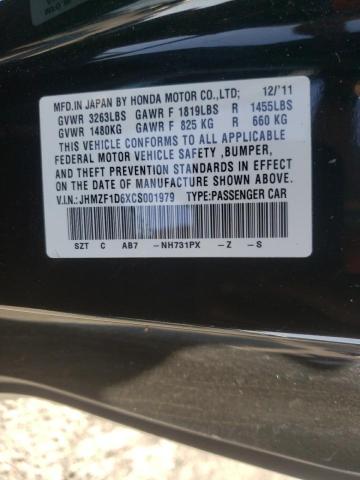 MFD.IN JAPAN BY HONDA MOTOR CO.,LTD; 12/'11
GVWR 3263LBS GAWR F 1819LBS R 1455LBS
GVWR 1480KG GAWR F 825 KG R 660 KG
THIS VEHICLE CONFORMS TO ALL APPLICABLE
FEDERAL MOTOR VEHICLE SAFETY ,BUMPER,
AND THEFT PREVENTION STANDARDS IN EFFECT
ON THE DATE OF MANUFACTURE SHOWN ABOVE.
V.I.N.:JHMZF1D6XCS001979 TYPE:PASSENGER CAR
SZT C AB7 -NH731PX -Z -S